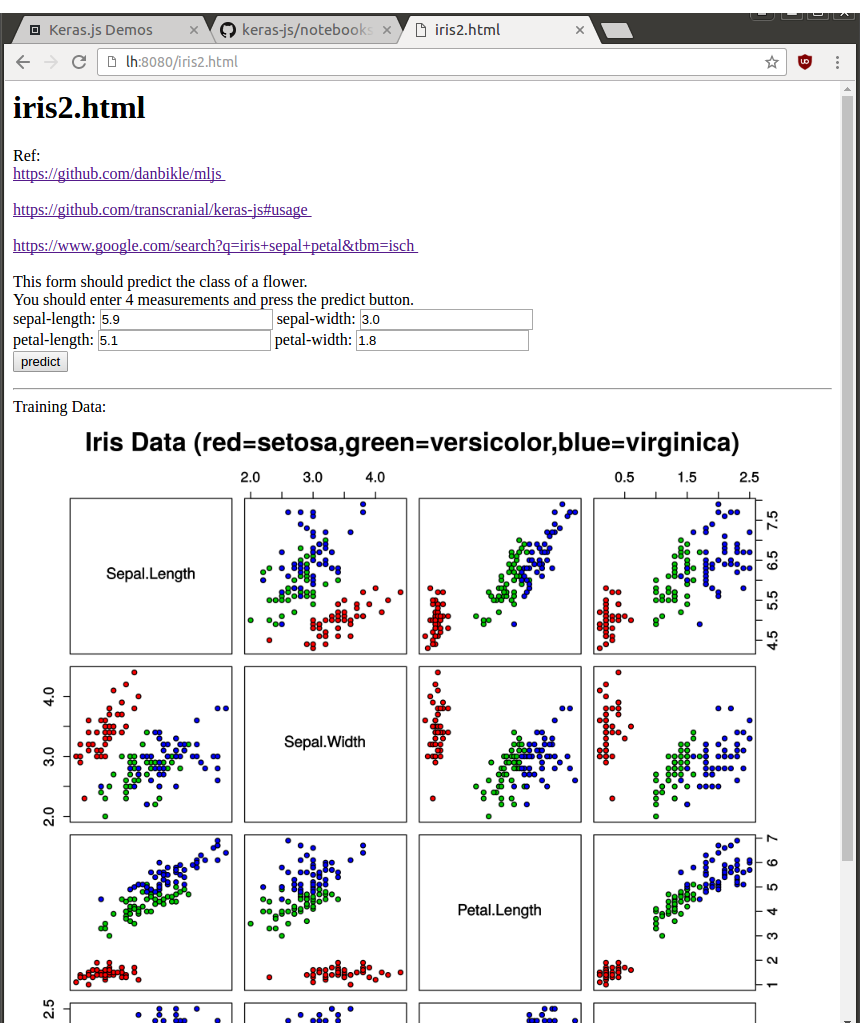 Keras.js Demos keras-js/notebooks iris2.html
lh:8080/iris2.html
iris2.html
Ref:
https://github.com/danbikle/mljs
https://github.com/transcranial/keras-js#usage
https://www.google.com/search?q=iris+sepal+petal&tbm=isch
This form should predict the class of a flower.
You should enter 4 measurements and press the predict button.
sepal-length: 5.9 sepal-width: 3.0
petal-length: 5.1 petal-width: 1.8
predict
Training Data:
Iris Data (red=setosa,green=versicolor,blue=virginica)
2.0 3.0 4.0 0.5 1.5 2.5
Sepal.Length
4.5 5.5 6.5 7.5
2.0 3.0 4.0
Sepal.Width
Petal.Length
1 2 3 4 5 6 7
2.5